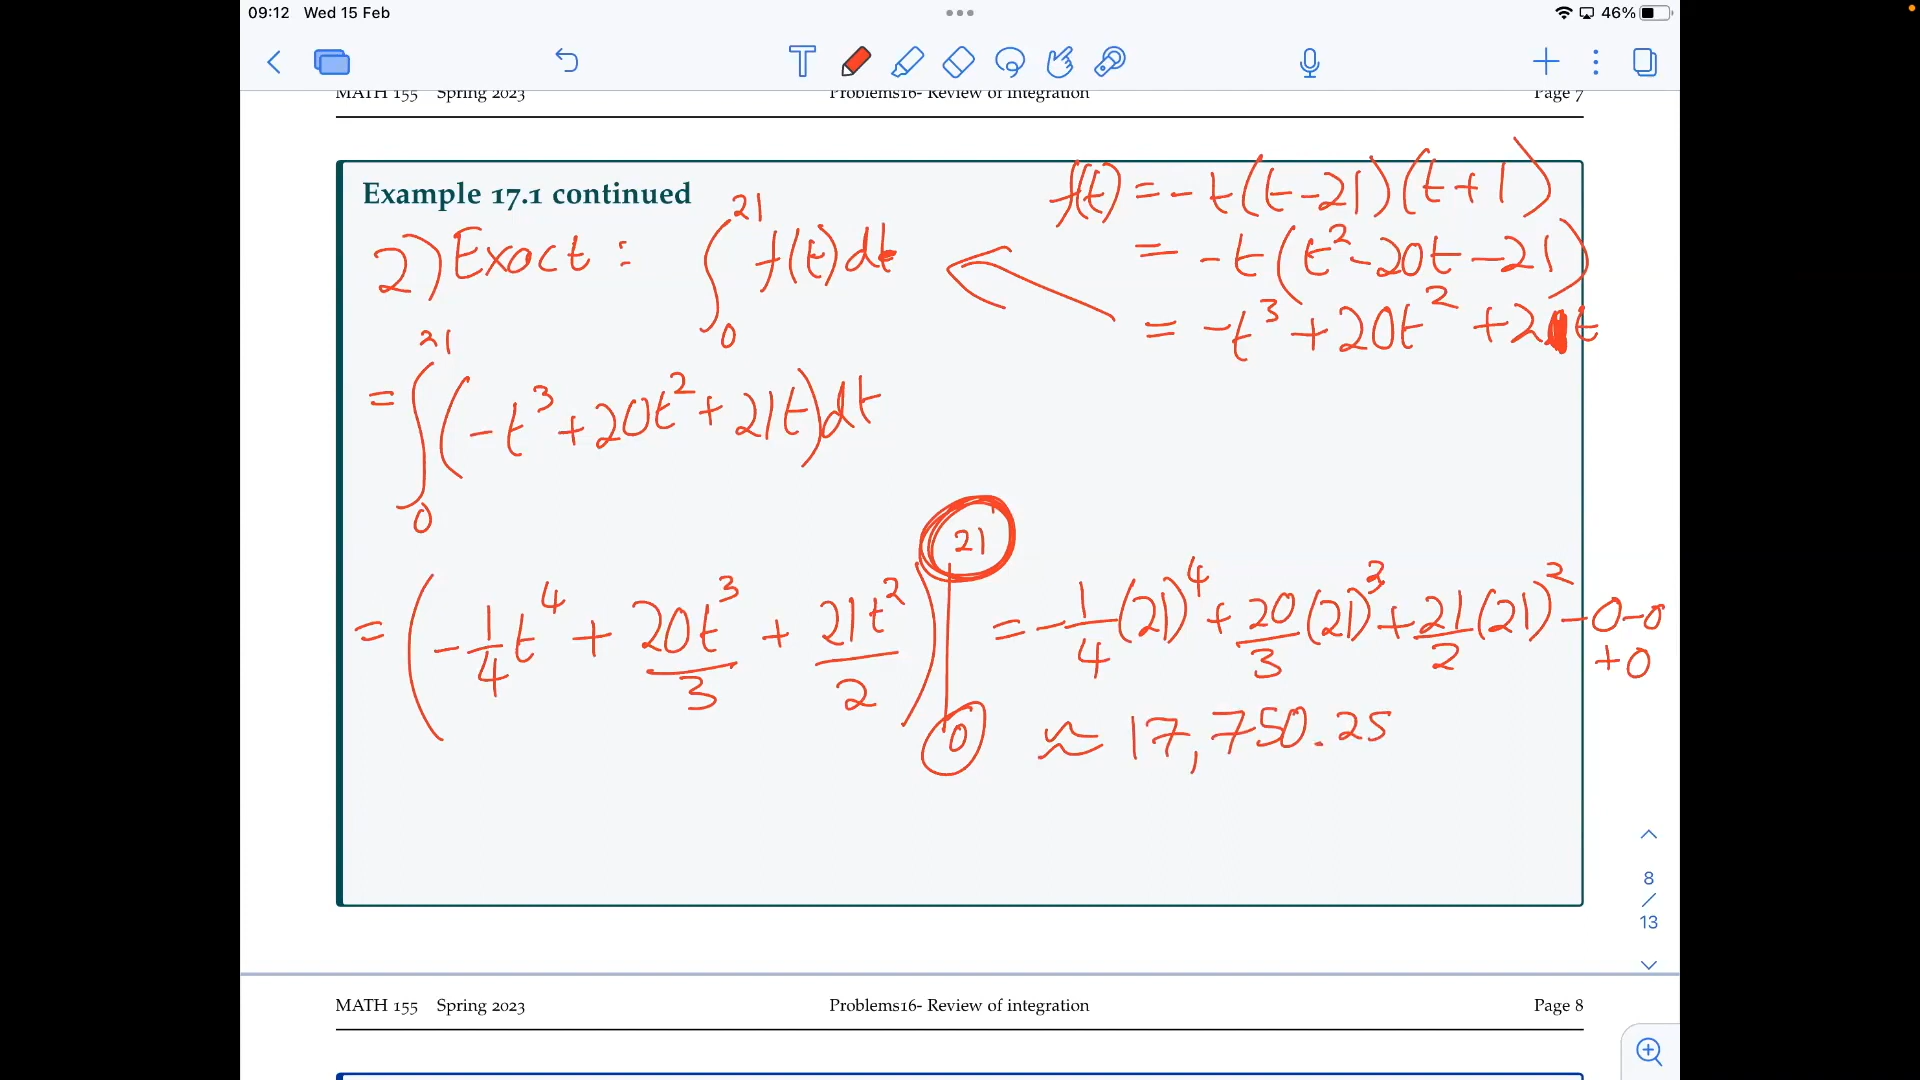 09:12 Wed 15 Feb
46%
MATH 155 Spring 2023 Problems16- Review of integration Page 7
Example 17.1 continued
f(t) = -t(t-21)(t+1)
= -t(t²-20t-21)
= -t³+20t²+21t
2) Exact : ∫₀²¹ f(t)dt
= ∫₀²¹ (-t³+20t²+21t)dt
= (-1/4 t⁴ + 20t³/3 + 21t²/2) |₀²¹ = -1/4 (21)⁴ + 20/3 (21)³ + 21/2 (21)² -0-0
+0
≈ 17,750.25
8
/
13
MATH 155 Spring 2023 Problems16- Review of integration Page 8